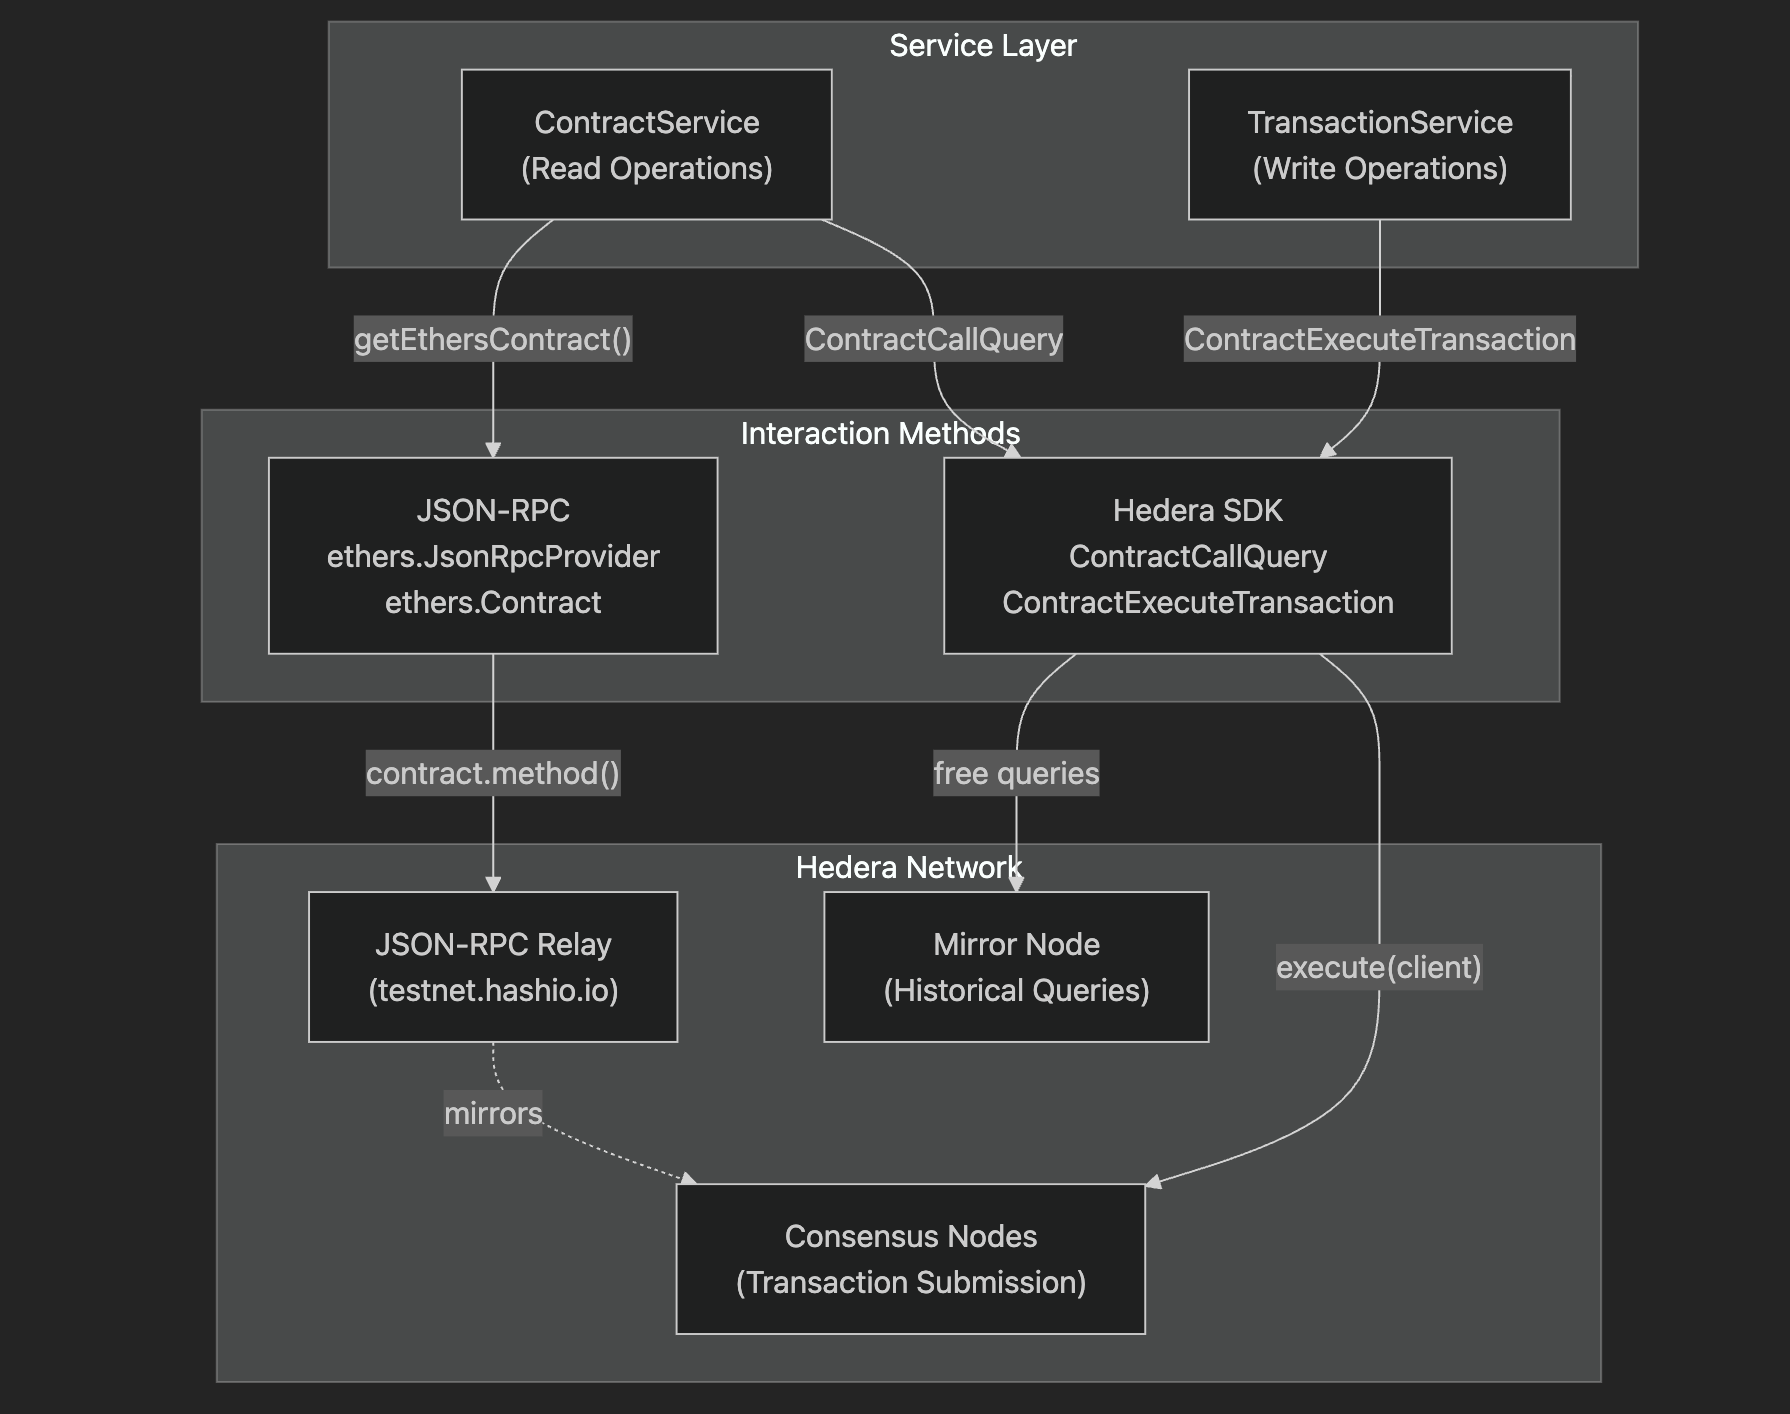 Service Layer
ContractService
(Read Operations)
TransactionService
(Write Operations)
getEthersContract()
ContractCallQuery
ContractExecuteTransaction
Interaction Methods
JSON-RPC
ethers.JsonRpcProvider
ethers.Contract
Hedera SDK
ContractCallQuery
ContractExecuteTransaction
contract.method()
free queries
Hedera Network
JSON-RPC Relay
(testnet.hashio.io)
Mirror Node
(Historical Queries)
execute(client)
mirrors
Consensus Nodes
(Transaction Submission)